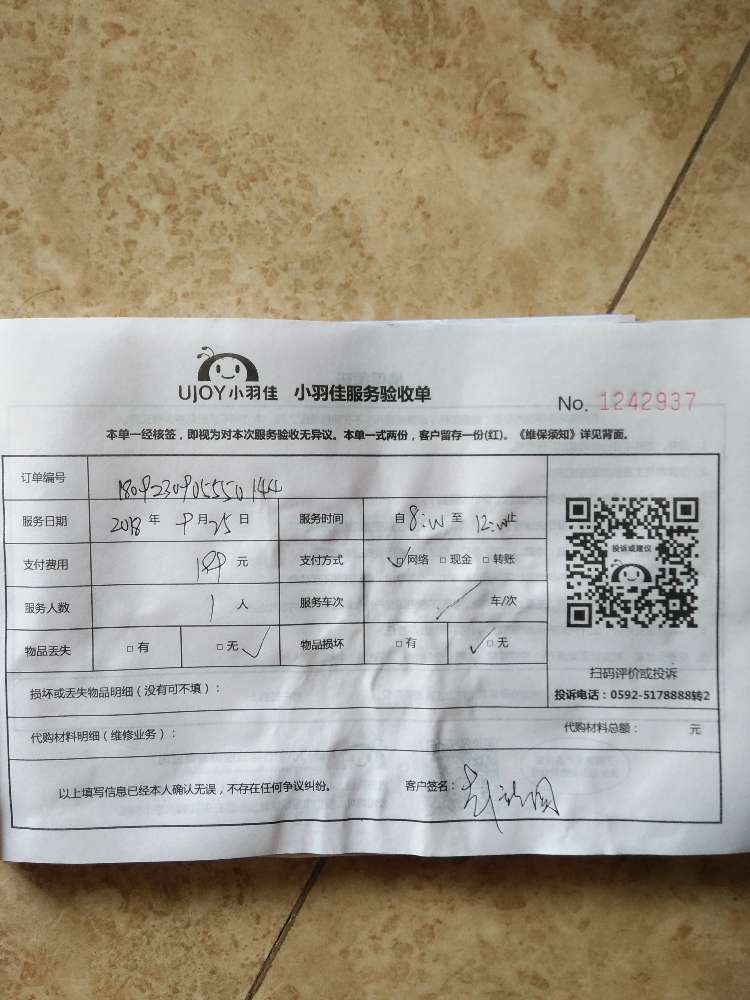 UJOY小羽佳 小羽佳服务验收单
No. 1242937
本单一经核签，即视为对本次服务验收无异议。本单一式两份，客户留存一份(红)。《维保须知》详见背面。
订单编号 18092309055550144
服务日期 2018 年 9 月 25 日 服务时间 自 8: 至 12:
支付费用 元 支付方式 ☑网络 □现金 □转账
服务人数 1 人 服务车次 车/次
物品丢失 □有 □无 ✓ 物品损坏 □有 ✓□无
投诉或建议
扫码评价或投诉
投诉电话：0592-5178888转2
损坏或丢失物品明细（没有可不填）：
代购材料明细（维修业务）：
代购材料总额： 元
以上填写信息已经本人确认无误，不存在任何争议纠纷。 客户签名：